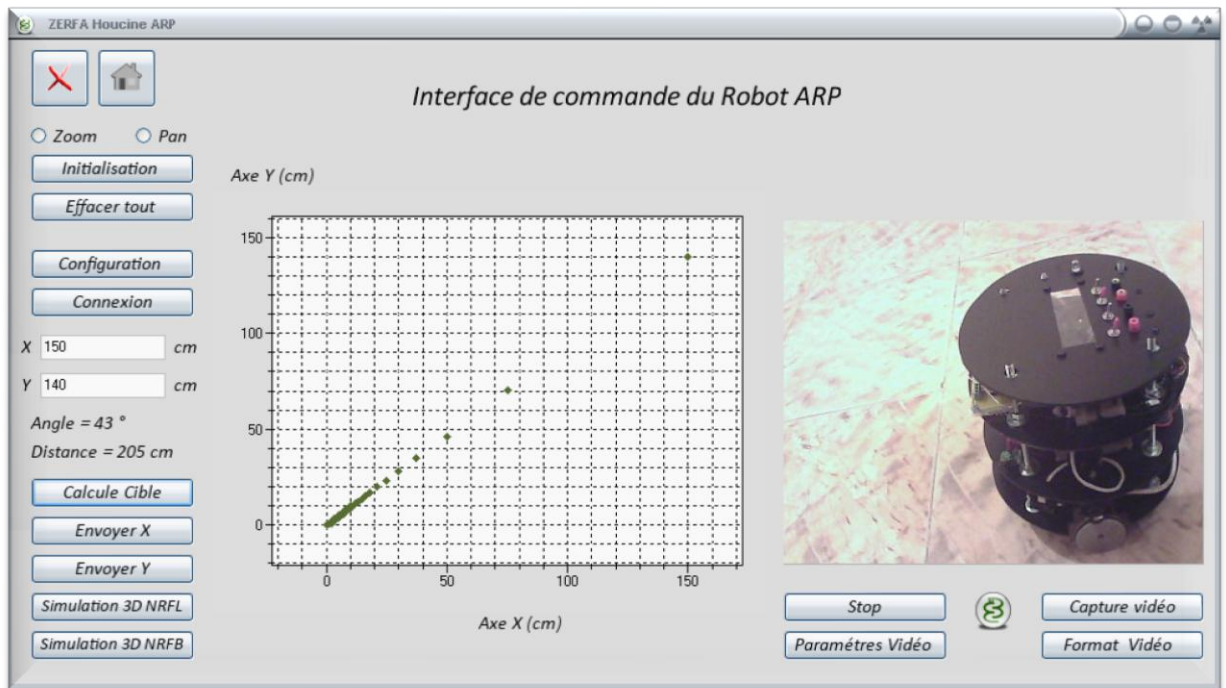 ZERFA Houcine ARP
Interface de commande du Robot ARP
Zoom Pan
Initialisation
Effacer tout
Configuration
Connexion
X 150 cm
Y 140 cm
Angle = 43 °
Distance = 205 cm
Calcule Cible
Envoyer X
Envoyer Y
Simulation 3D NRFL
Simulation 3D NRFB
Axe Y (cm)
150
100
50
0
0 50 100 150
Axe X (cm)
Stop
Capture vidéo
Paramétres Vidéo
Format Vidéo